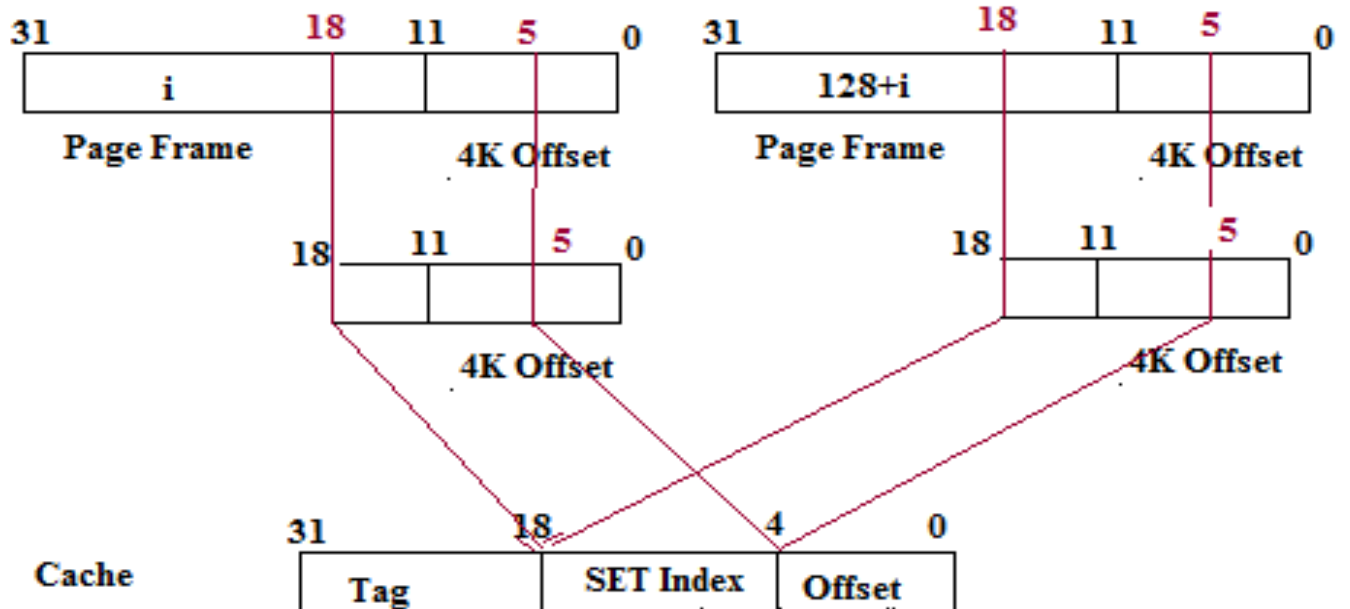 31 18 11 5 0 31 18 11 5 0
i 128+i
Page Frame 4K Offset Page Frame 4K Offset
18 11 5 0 18 11 5 0
4K Offset 4K Offset
31 18 4 0
Cache Tag SET Index Offset